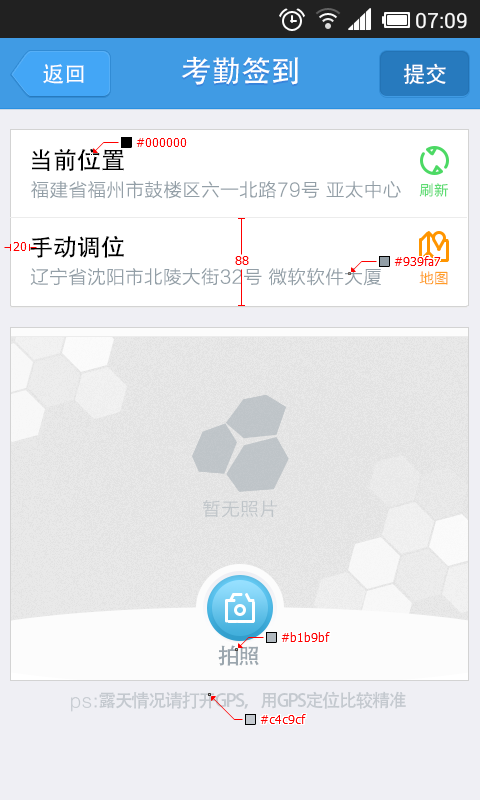 07:09
返回 考勤签到 提交
当前位置 #000000
福建省福州市鼓楼区六一北路79号 亚太中心 刷新
20 手动调位 88 #939fa7
辽宁省沈阳市北陵大街32号 微软软件大厦 地图
暂无照片
#b1b9bf
拍照
ps:露天情况请打开GPS，用GPS定位比较精准
#c4c9cf